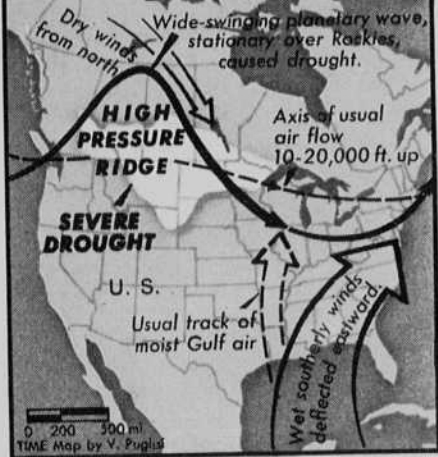 Wide-swinging planetary wave,
stationary over Rockies,
caused drought.
Dry winds
from north
HIGH
PRESSURE
RIDGE
Axis of usual
air flow
10-20,000 ft. up
SEVERE
DROUGHT
U. S.
Usual track of
moist Gulf air
Wet southerly winds
deflected eastward.
0 200 500 mi.
TIME Map by V. Puglisi